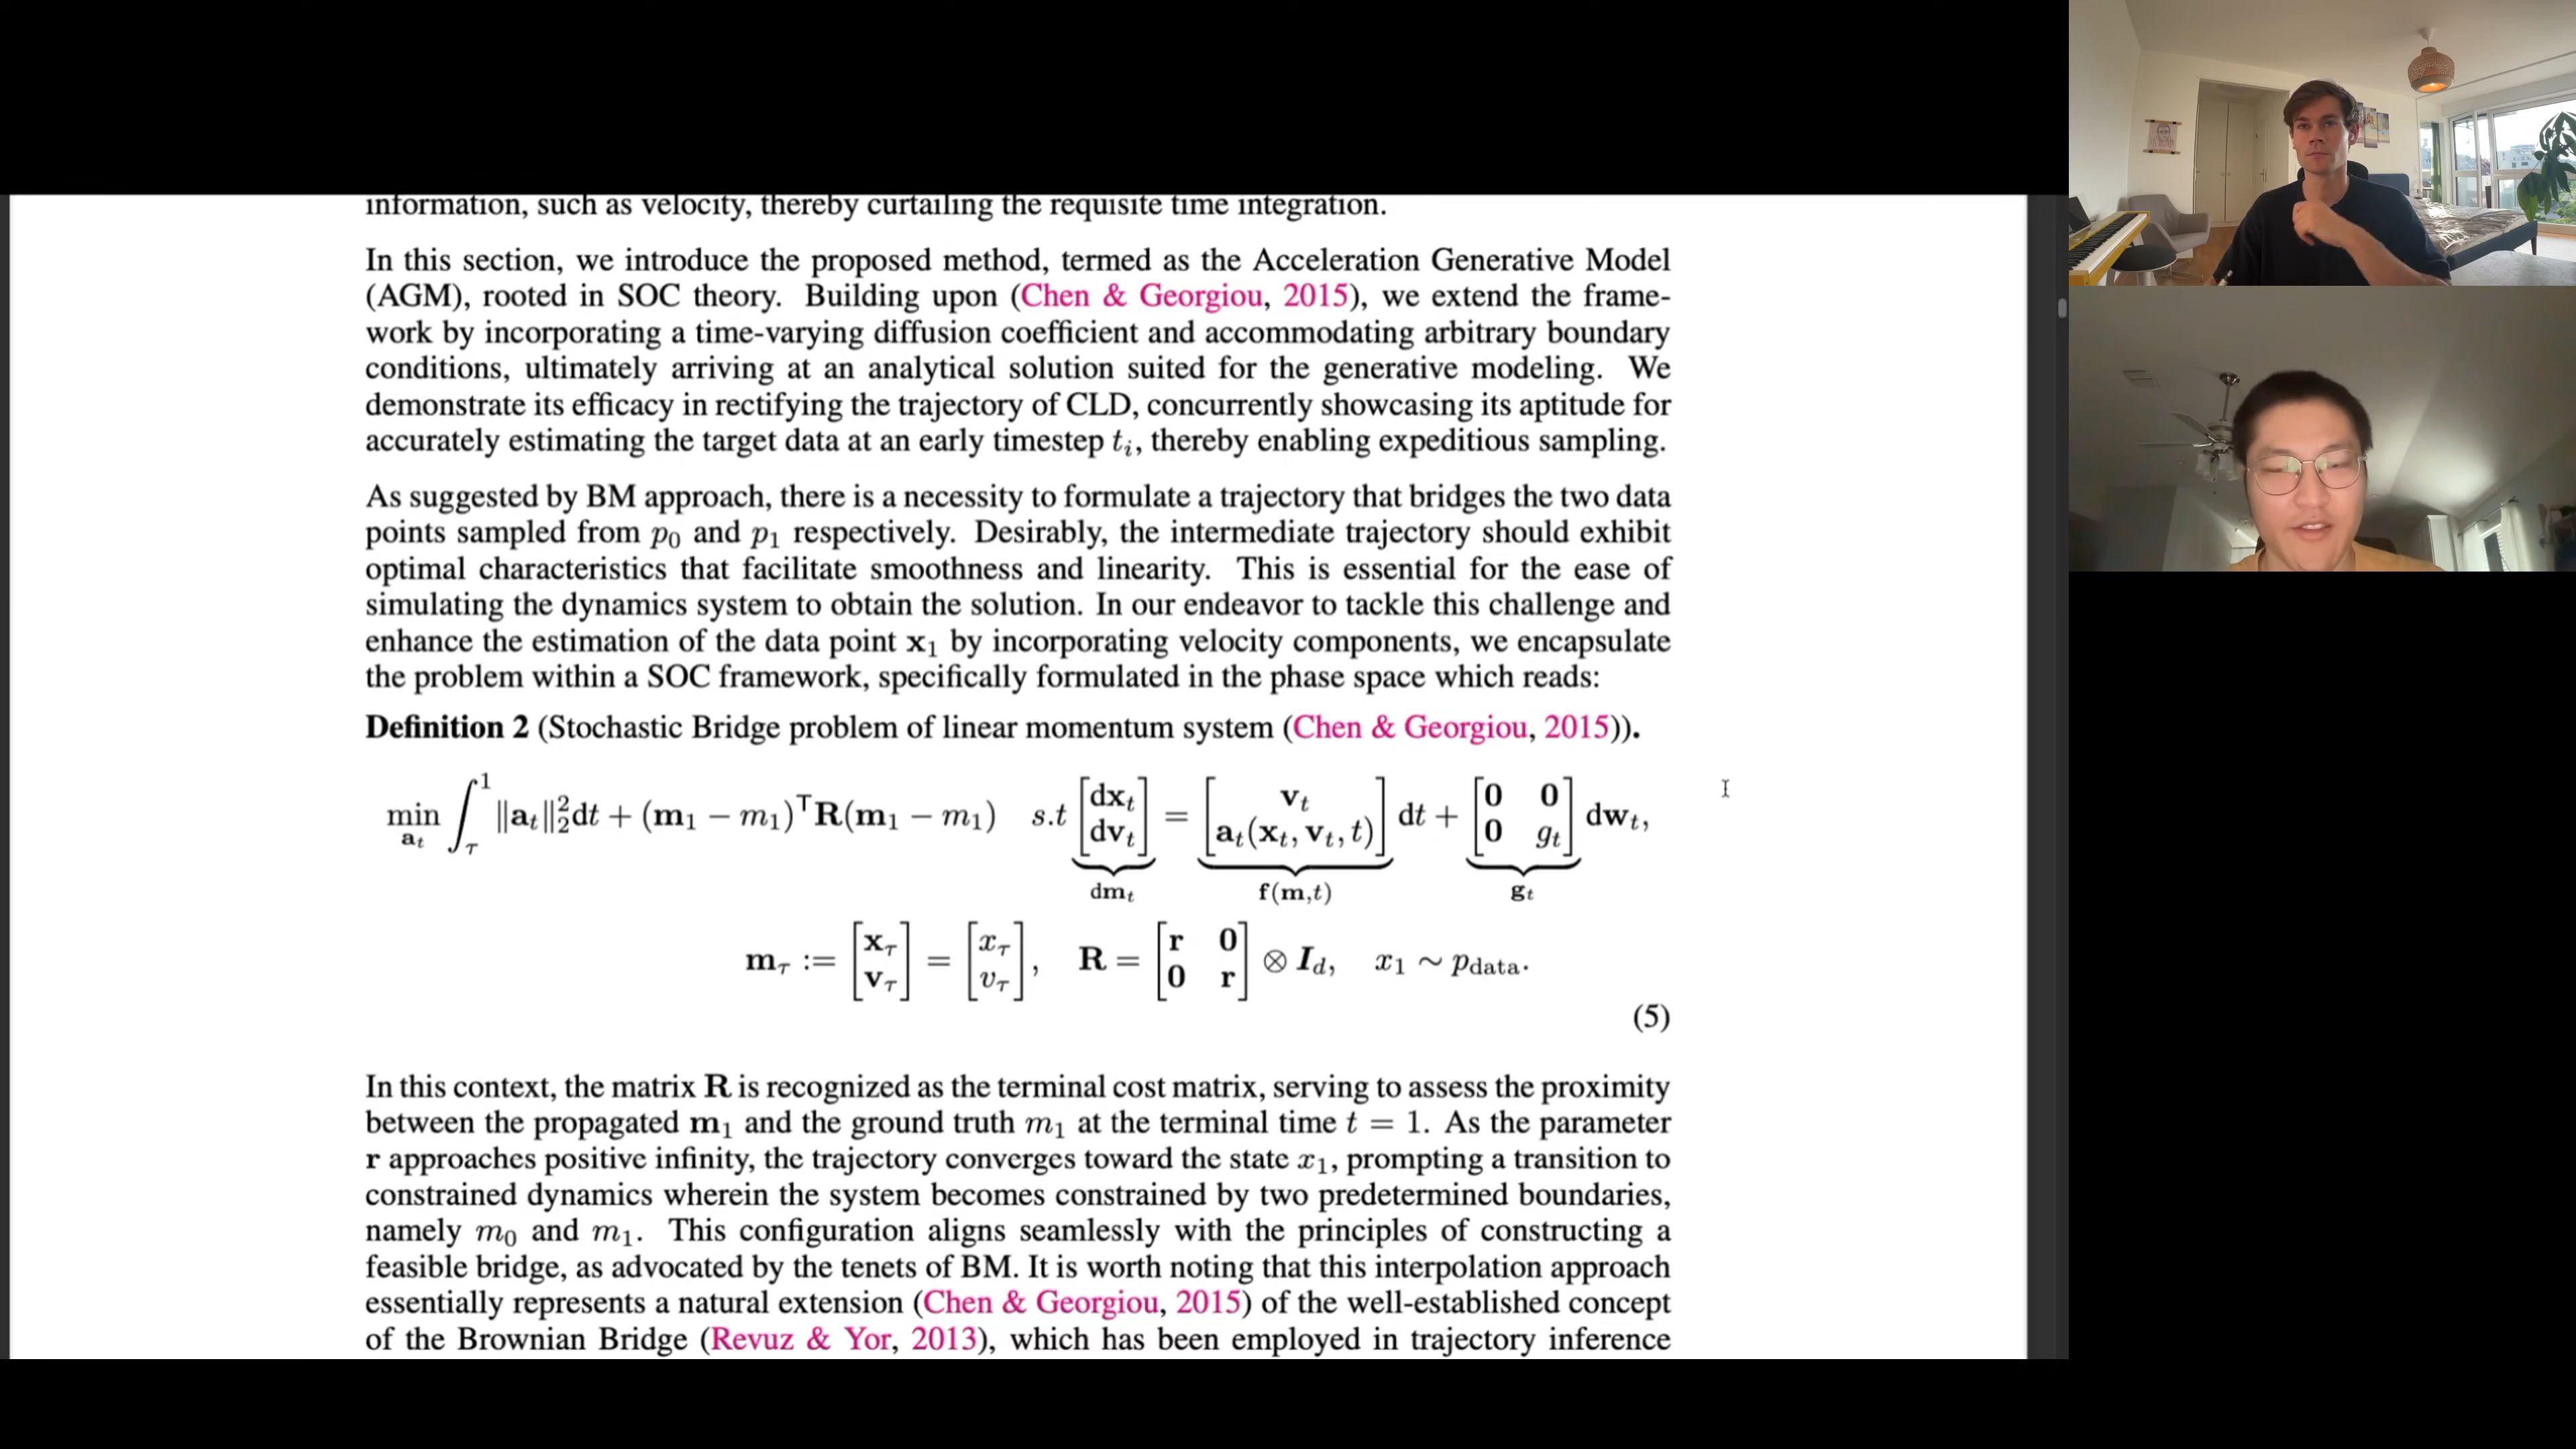 information, such as velocity, thereby curtailing the requisite time integration.
In this section, we introduce the proposed method, termed as the Acceleration Generative Model
(AGM), rooted in SOC theory. Building upon (Chen & Georgiou, 2015), we extend the frame-
work by incorporating a time-varying diffusion coefficient and accommodating arbitrary boundary
conditions, ultimately arriving at an analytical solution suited for the generative modeling. We
demonstrate its efficacy in rectifying the trajectory of CLD, concurrently showcasing its aptitude for
accurately estimating the target data at an early timestep tᵢ, thereby enabling expeditious sampling.
As suggested by BM approach, there is a necessity to formulate a trajectory that bridges the two data
points sampled from p₀ and p₁ respectively. Desirably, the intermediate trajectory should exhibit
optimal characteristics that facilitate smoothness and linearity. This is essential for the ease of
simulating the dynamics system to obtain the solution. In our endeavor to tackle this challenge and
enhance the estimation of the data point x₁ by incorporating velocity components, we encapsulate
the problem within a SOC framework, specifically formulated in the phase space which reads:
Definition 2 (Stochastic Bridge problem of linear momentum system (Chen & Georgiou, 2015)).
min_{a_t} ∫_τ^1 ‖a_t‖₂² dt + (m₁ − m₁)^⊤ R(m₁ − m₁) s.t [dx_t; dv_t] = [v_t; a_t(x_t, v_t, t)] dt + [0 0; 0 g_t] dw_t,
dm_t f(m,t) g_t
m_τ := [x_τ; v_τ] = [x_τ; v_τ], R = [r 0; 0 r] ⊗ I_d, x₁ ∼ p_data.
(5)
In this context, the matrix R is recognized as the terminal cost matrix, serving to assess the proximity
between the propagated m₁ and the ground truth m₁ at the terminal time t = 1. As the parameter
r approaches positive infinity, the trajectory converges toward the state x₁, prompting a transition to
constrained dynamics wherein the system becomes constrained by two predetermined boundaries,
namely m₀ and m₁. This configuration aligns seamlessly with the principles of constructing a
feasible bridge, as advocated by the tenets of BM. It is worth noting that this interpolation approach
essentially represents a natural extension (Chen & Georgiou, 2015) of the well-established concept
of the Brownian Bridge (Revuz & Yor, 2013), which has been employed in trajectory inference